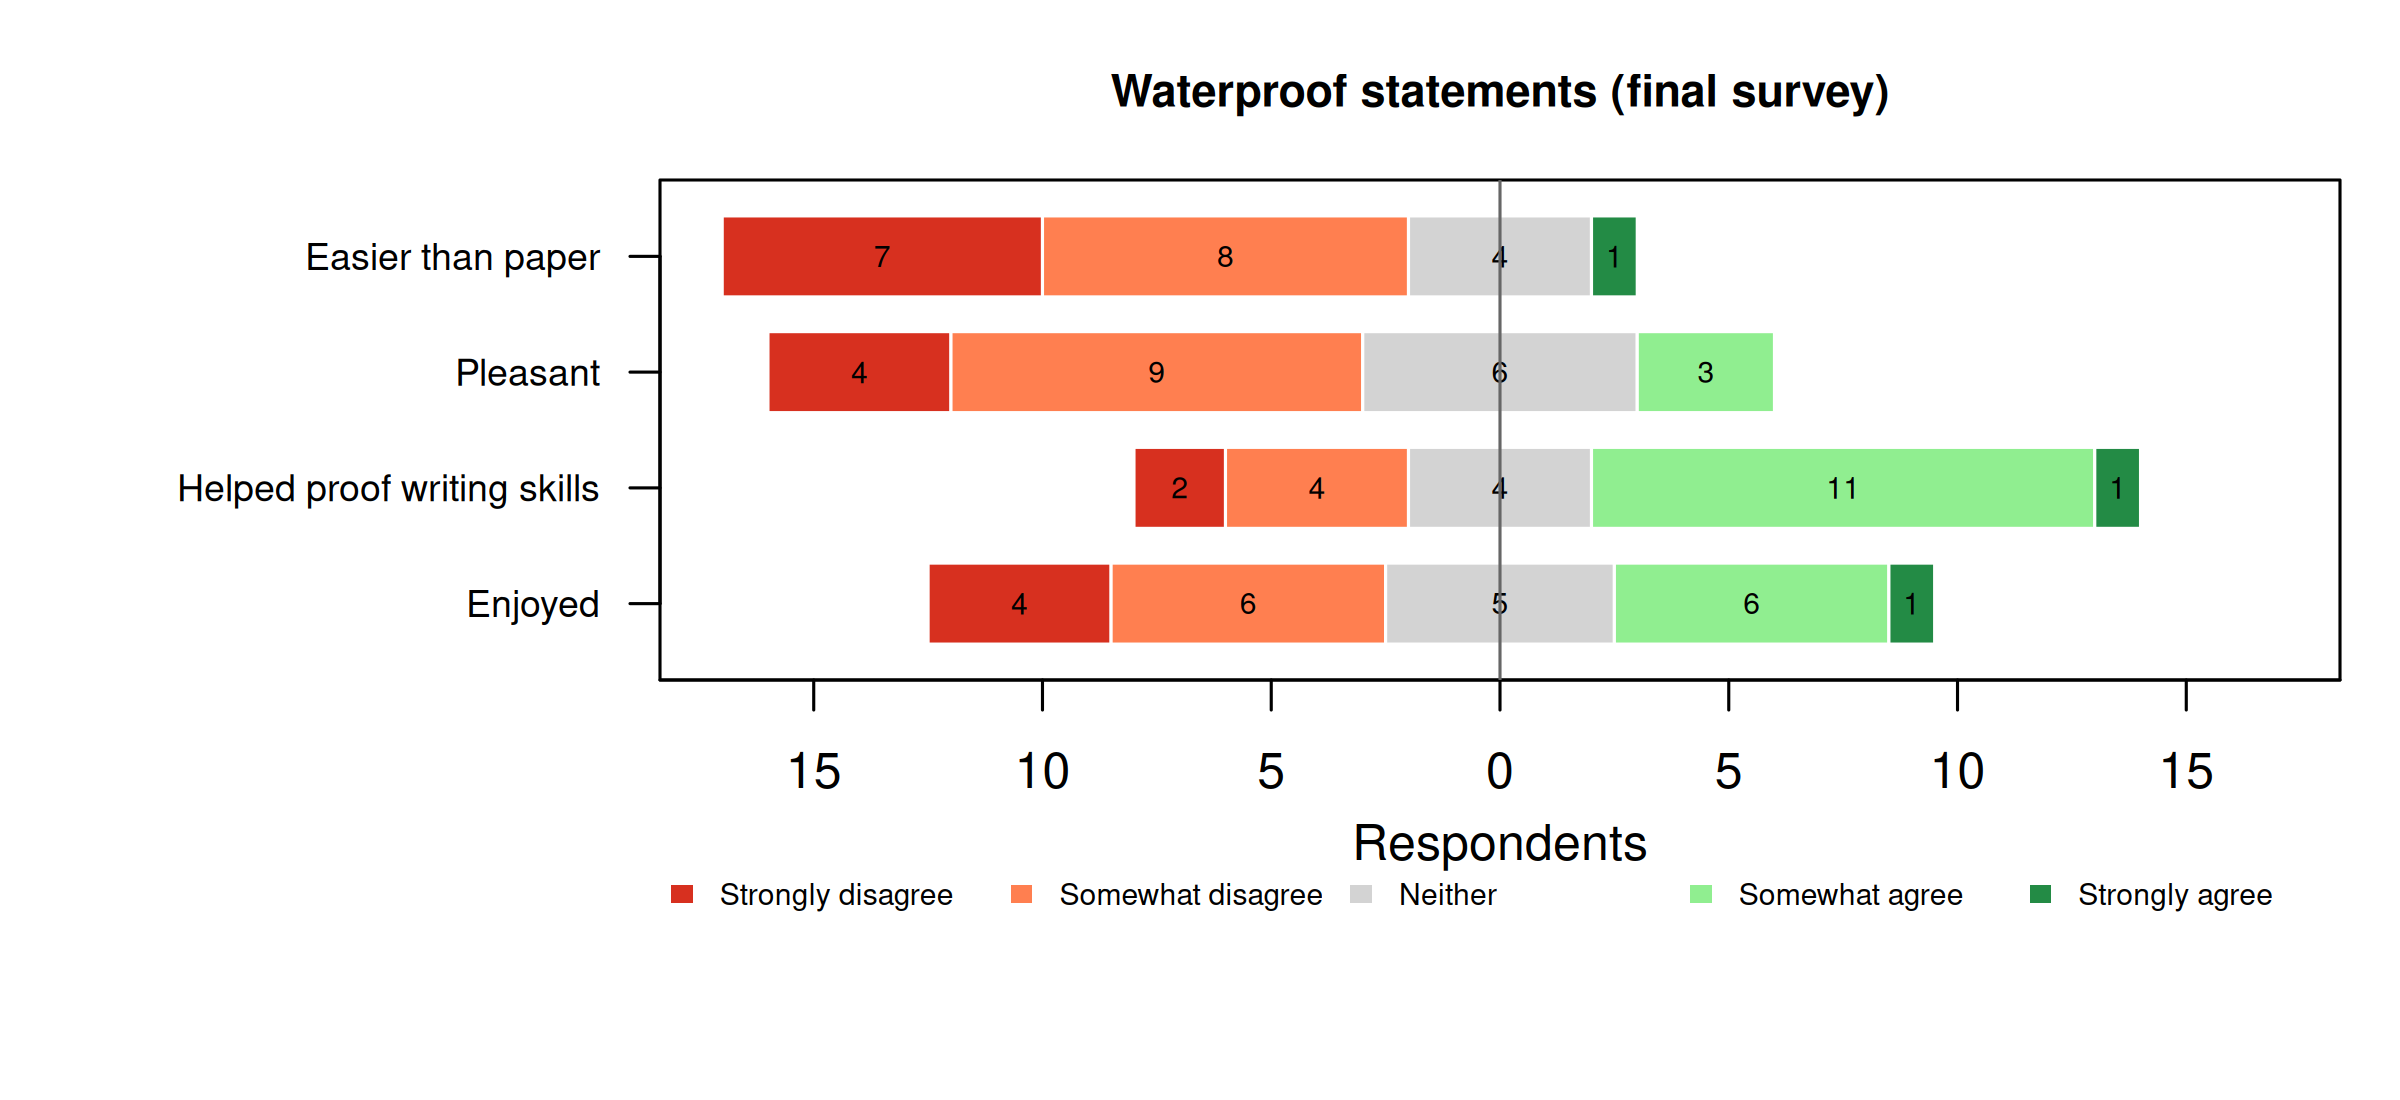 Waterproof statements (final survey)
Easier than paper 7 8 4 1
Pleasant 4 9 6 3
Helped proof writing skills 2 4 4 11 1
Enjoyed 4 6 5 6 1
15 10 5 0 5 10 15
Respondents
Strongly disagree Somewhat disagree Neither Somewhat agree Strongly agree